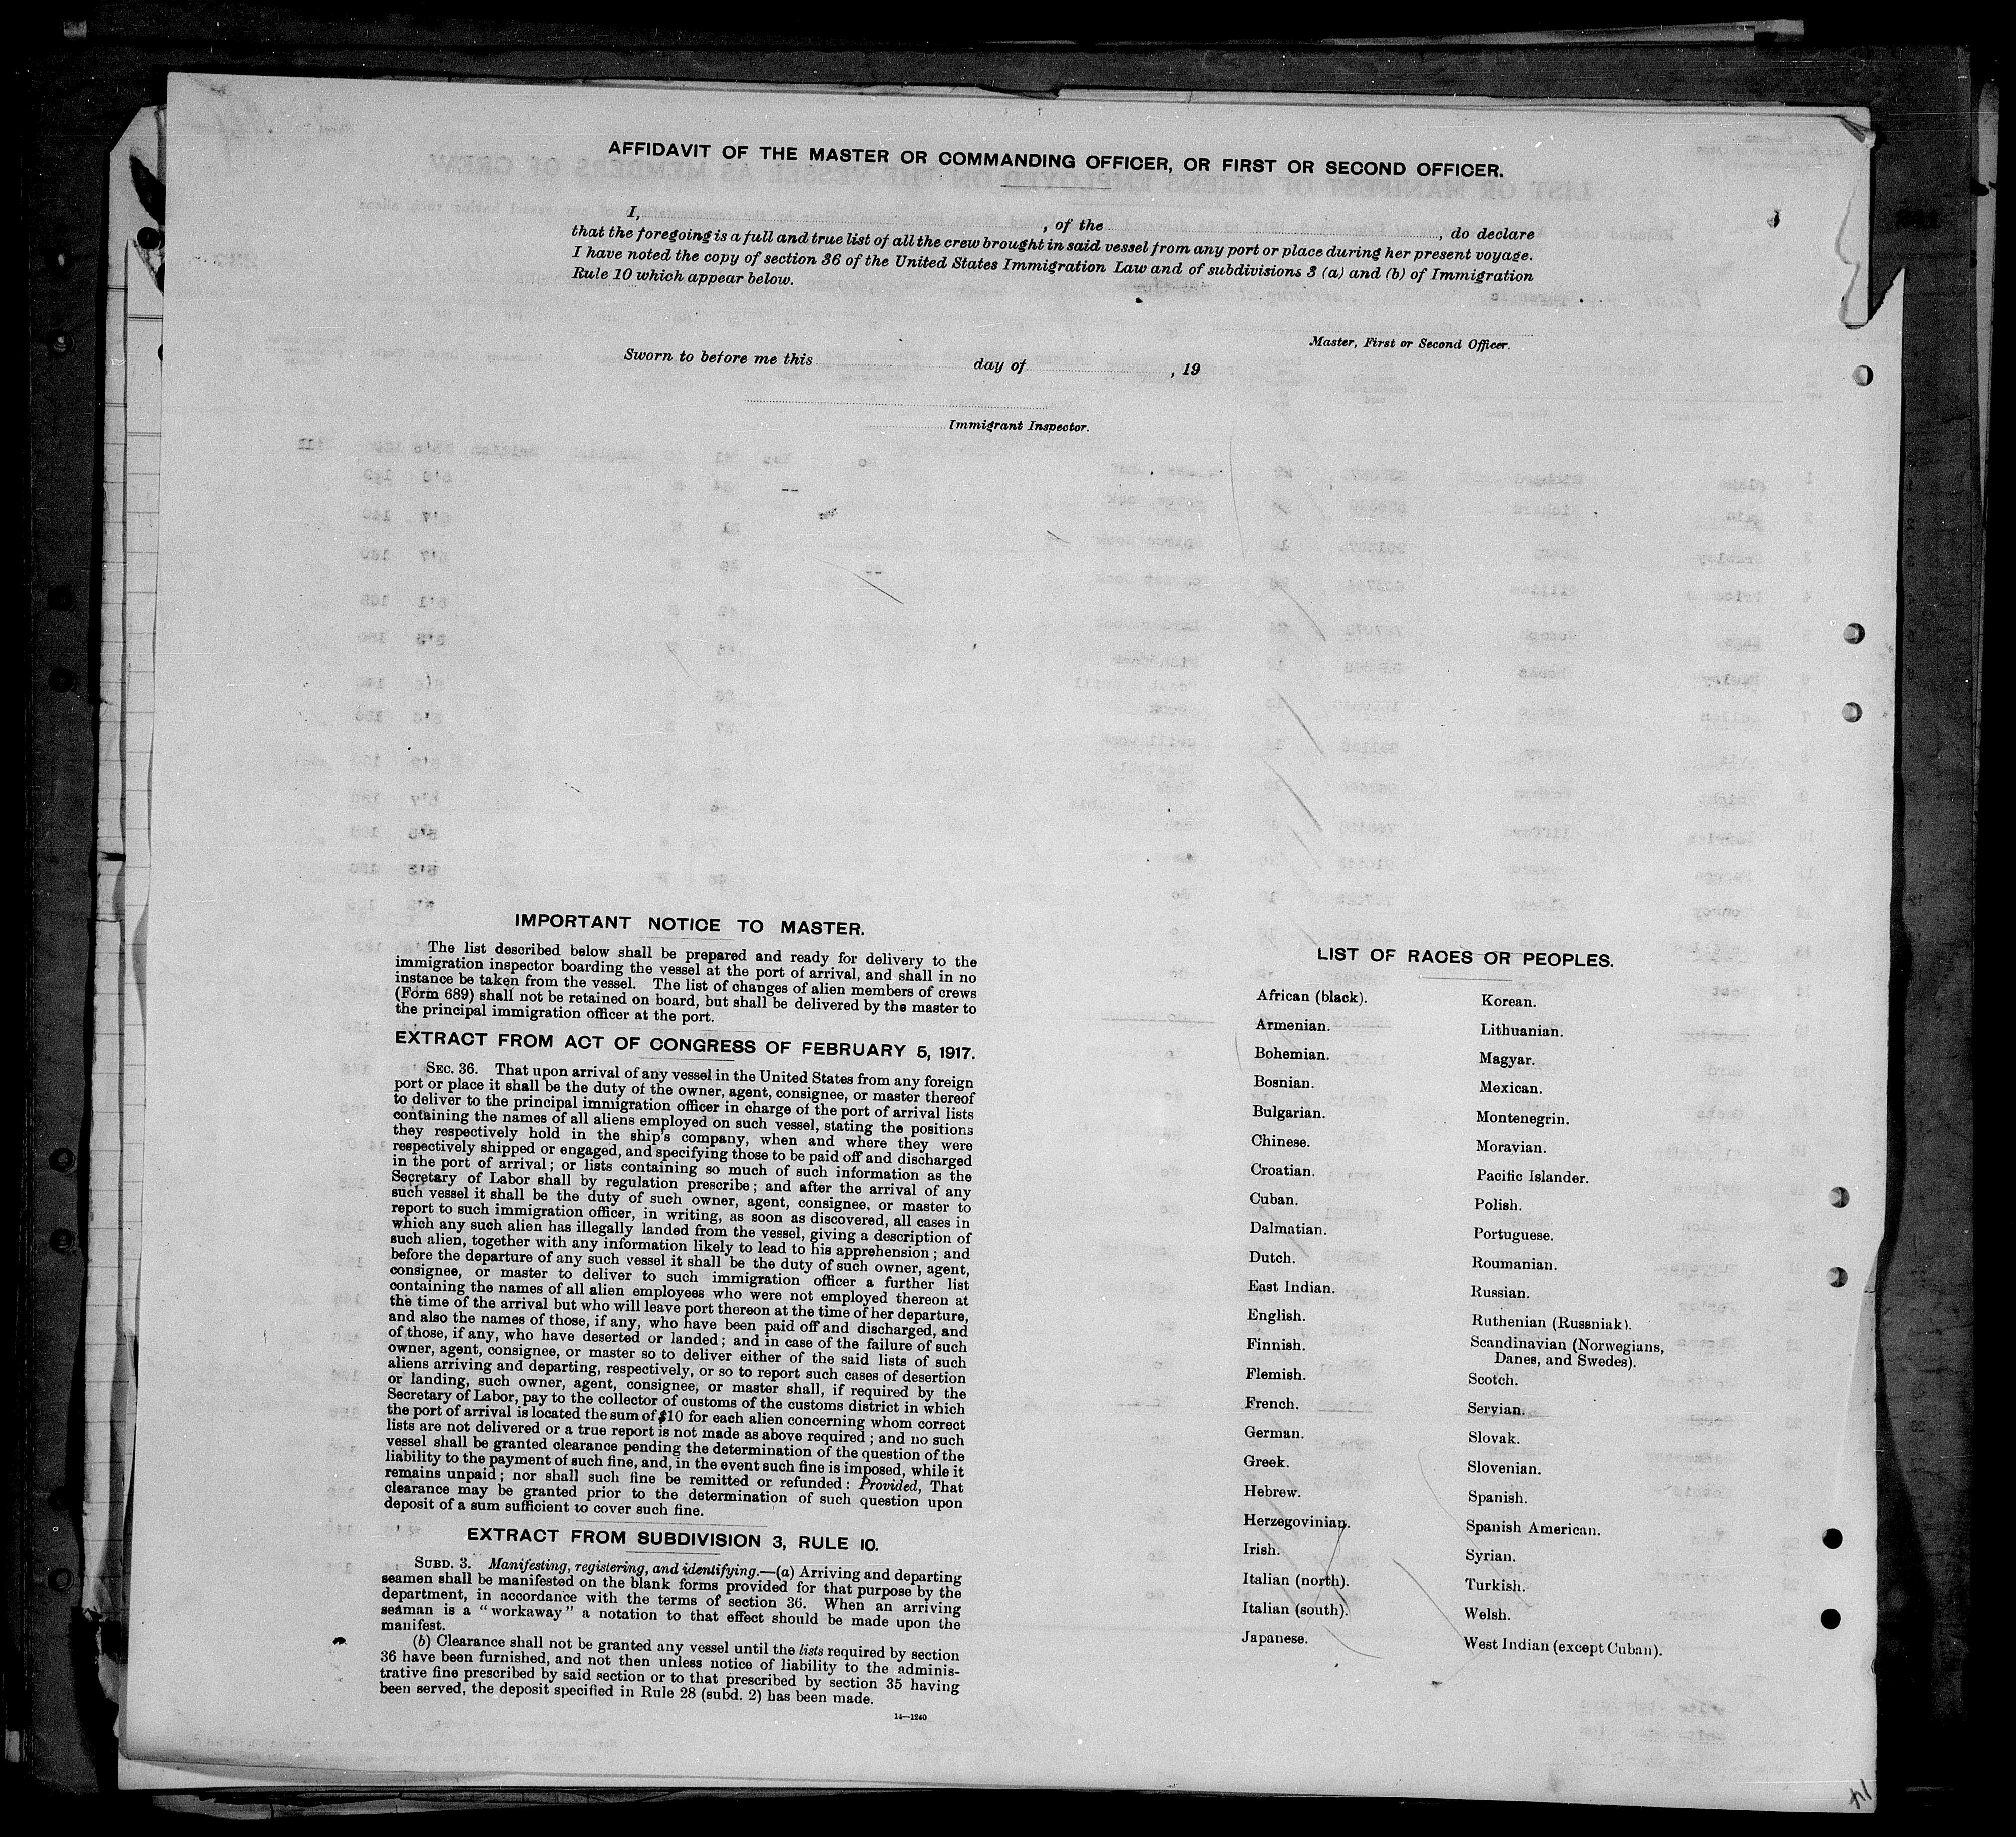 AFFIDAVIT OF THE MASTER OR COMMANDING OFFICER, OR FIRST OR SECOND OFFICER.
I, , of the , do declare
that the foregoing is a full and true list of all the crew brought in said vessel from any port or place during her present voyage.
I have noted the copy of section 36 of the United States Immigration Law and of subdivisions 3 (a) and (b) of Immigration
Rule 10 which appear below.
Master, First or Second Officer.
Sworn to before me this day of , 19
Immigrant Inspector.
IMPORTANT NOTICE TO MASTER.
The list described below shall be prepared and ready for delivery to the
immigration inspector boarding the vessel at the port of arrival, and shall in no
instance be taken from the vessel. The list of changes of alien members of crews
(Form 689) shall not be retained on board, but shall be delivered by the master to
the principal immigration officer at the port.
EXTRACT FROM ACT OF CONGRESS OF FEBRUARY 5, 1917.
SEC. 36. That upon arrival of any vessel in the United States from any foreign
port or place it shall be the duty of the owner, agent, consignee, or master thereof
to deliver to the principal immigration officer in charge of the port of arrival lists
containing the names of all aliens employed on such vessel, stating the positions
they respectively hold in the ship's company, when and where they were
respectively shipped or engaged, and specifying those to be paid off and discharged
in the port of arrival; or lists containing so much of such information as the
Secretary of Labor shall by regulation prescribe; and after the arrival of any
such vessel it shall be the duty of such owner, agent, consignee, or master to
report to such immigration officer, in writing, as soon as discovered, all cases in
which any such alien has illegally landed from the vessel, giving a description of
such alien, together with any information likely to lead to his apprehension; and
before the departure of any such vessel it shall be the duty of such owner, agent,
consignee, or master to deliver to such immigration officer a further list
containing the names of all alien employees who were not employed thereon at
the time of the arrival but who will leave port thereon at the time of her departure,
and also the names of those, if any, who have been paid off and discharged, and
of those, if any, who have deserted or landed; and in case of the failure of such
owner, agent, consignee, or master so to deliver either of the said lists of such
aliens arriving and departing, respectively, or so to report such cases of desertion
or landing, such owner, agent, consignee, or master shall, if required by the
Secretary of Labor, pay to the collector of customs of the customs district in which
the port of arrival is located the sum of $10 for each alien concerning whom correct
lists are not delivered or a true report is not made as above required; and no such
vessel shall be granted clearance pending the determination of the question of the
liability to the payment of such fine, and, in the event such fine is imposed, while it
remains unpaid; nor shall such fine be remitted or refunded: Provided, That
clearance may be granted prior to the determination of such question upon
deposit of a sum sufficient to cover such fine.
EXTRACT FROM SUBDIVISION 3, RULE 10.
SUBD. 3. Manifesting, registering, and identifying.—(a) Arriving and departing
seamen shall be manifested on the blank forms provided for that purpose by the
department, in accordance with the terms of section 36. When an arriving
seaman is a "workaway" a notation to that effect should be made upon the
manifest.
(b) Clearance shall not be granted any vessel until the lists required by section
36 have been furnished, and not then unless notice of liability to the adminis-
trative fine prescribed by said section or to that prescribed by section 35 having
been served, the deposit specified in Rule 28 (subd. 2) has been made.
14—1240
LIST OF RACES OR PEOPLES.
African (black).
Armenian.
Bohemian.
Bosnian.
Bulgarian.
Chinese.
Croatian.
Cuban.
Dalmatian.
Dutch.
East Indian.
English.
Finnish.
Flemish.
French.
German.
Greek.
Hebrew.
Herzegovinian.
Irish.
Italian (north).
Italian (south).
Japanese.
Korean.
Lithuanian.
Magyar.
Mexican.
Montenegrin.
Moravian.
Pacific Islander.
Polish.
Portuguese.
Roumanian.
Russian.
Ruthenian (Russniak).
Scandinavian (Norwegians,
Danes, and Swedes).
Scotch.
Servian.
Slovak.
Slovenian.
Spanish.
Spanish American.
Syrian.
Turkish.
Welsh.
West Indian (except Cuban).
14